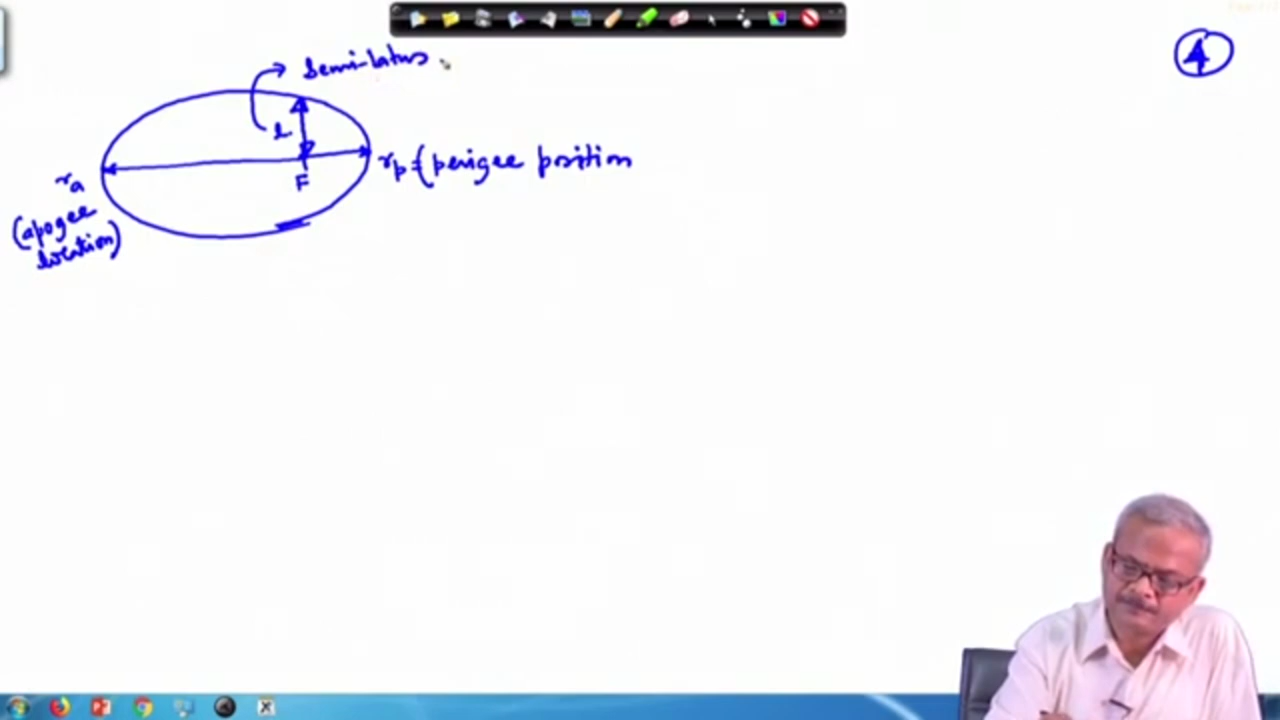 4
Semi-latus
l
rp = (perigee position
F
ra
(apogee
location)